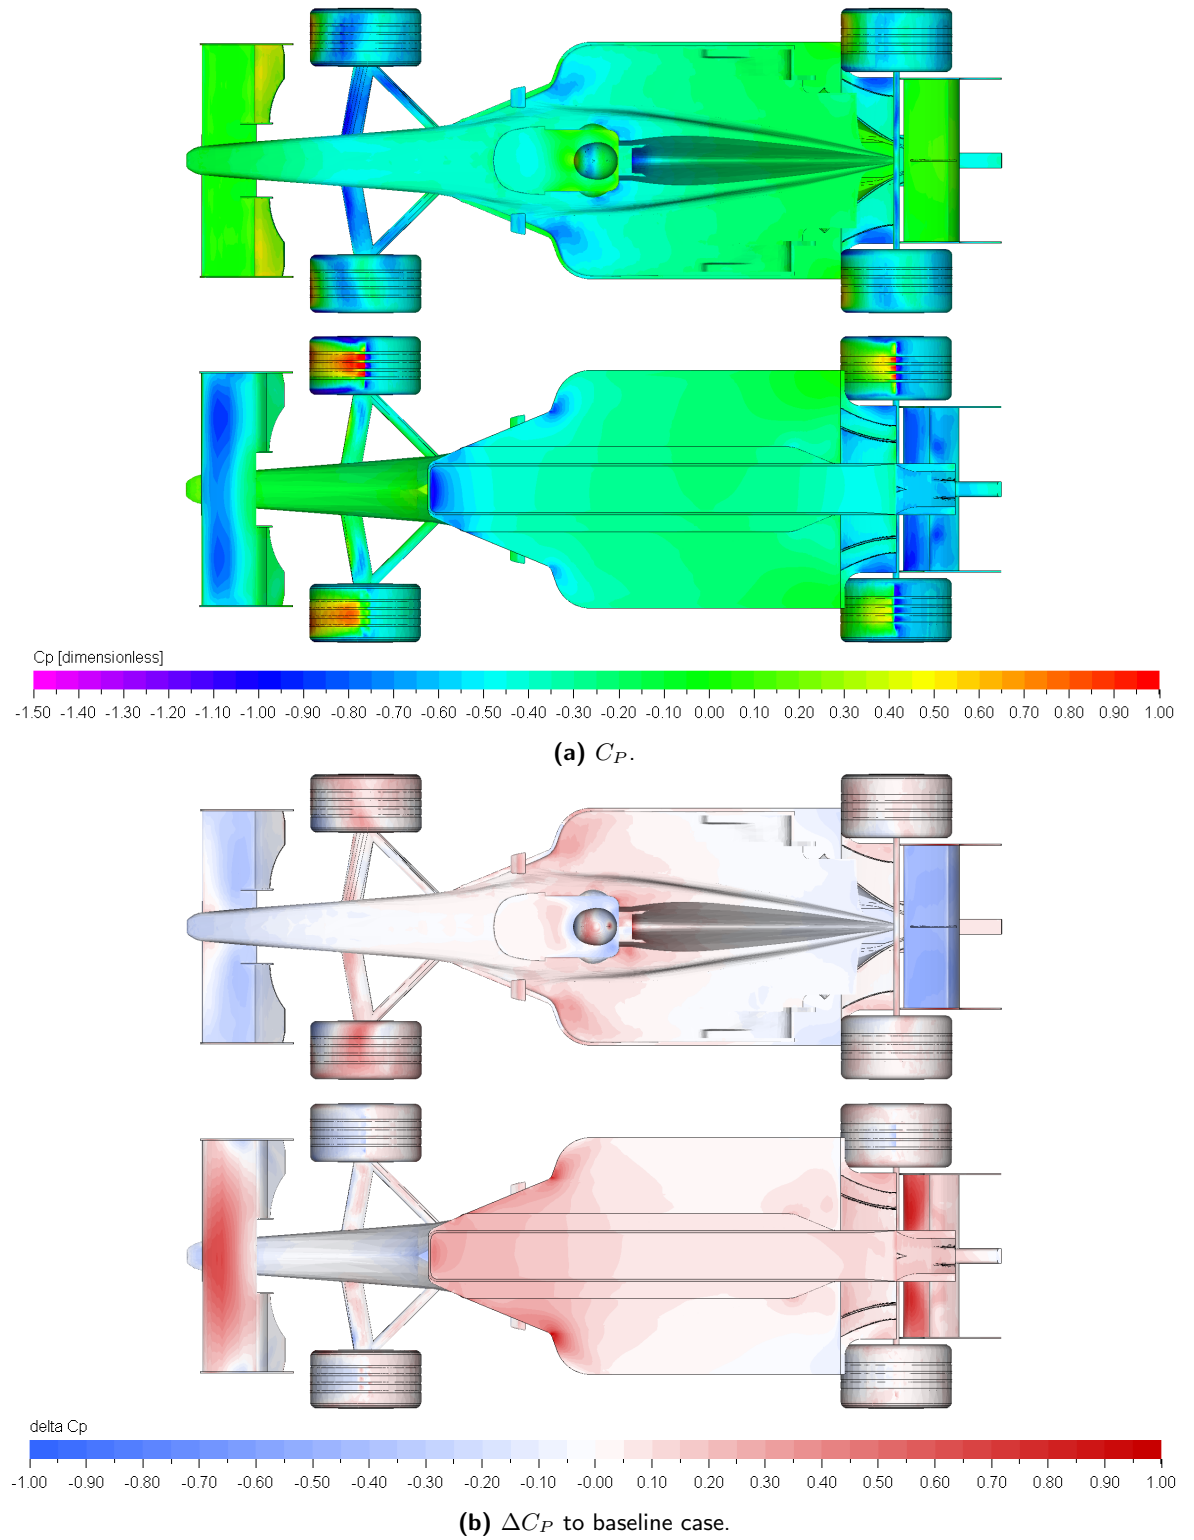 Cp [dimensionless]
-1.50 -1.40 -1.30 -1.20 -1.10 -1.00 -0.90 -0.80 -0.70 -0.60 -0.50 -0.40 -0.30 -0.20 -0.10 0.00 0.10 0.20 0.30 0.40 0.50 0.60 0.70 0.80 0.90 1.00
(a) C_P.
delta Cp
-1.00 -0.90 -0.80 -0.70 -0.60 -0.50 -0.40 -0.30 -0.20 -0.10 -0.00 0.10 0.20 0.30 0.40 0.50 0.60 0.70 0.80 0.90 1.00
(b) ΔC_P to baseline case.